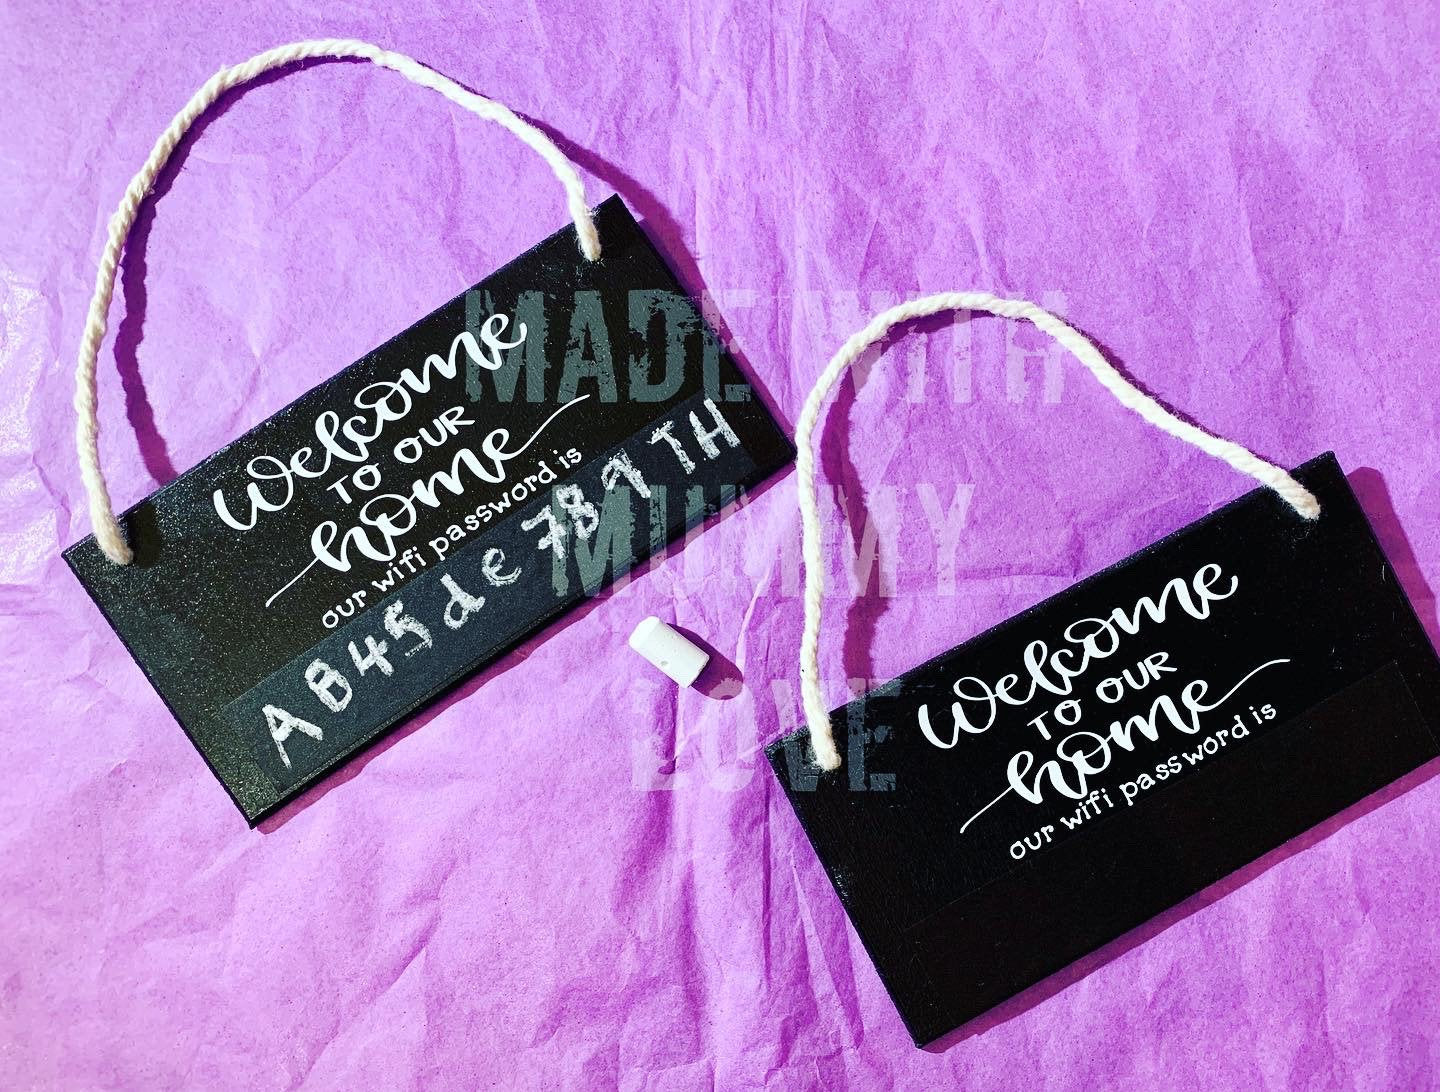 Welcome
TO OUR
home
our wifi password is
AB45de789TH
Welcome
TO OUR
home
our wifi password is
MADE WITH
MUMMY
LOVE